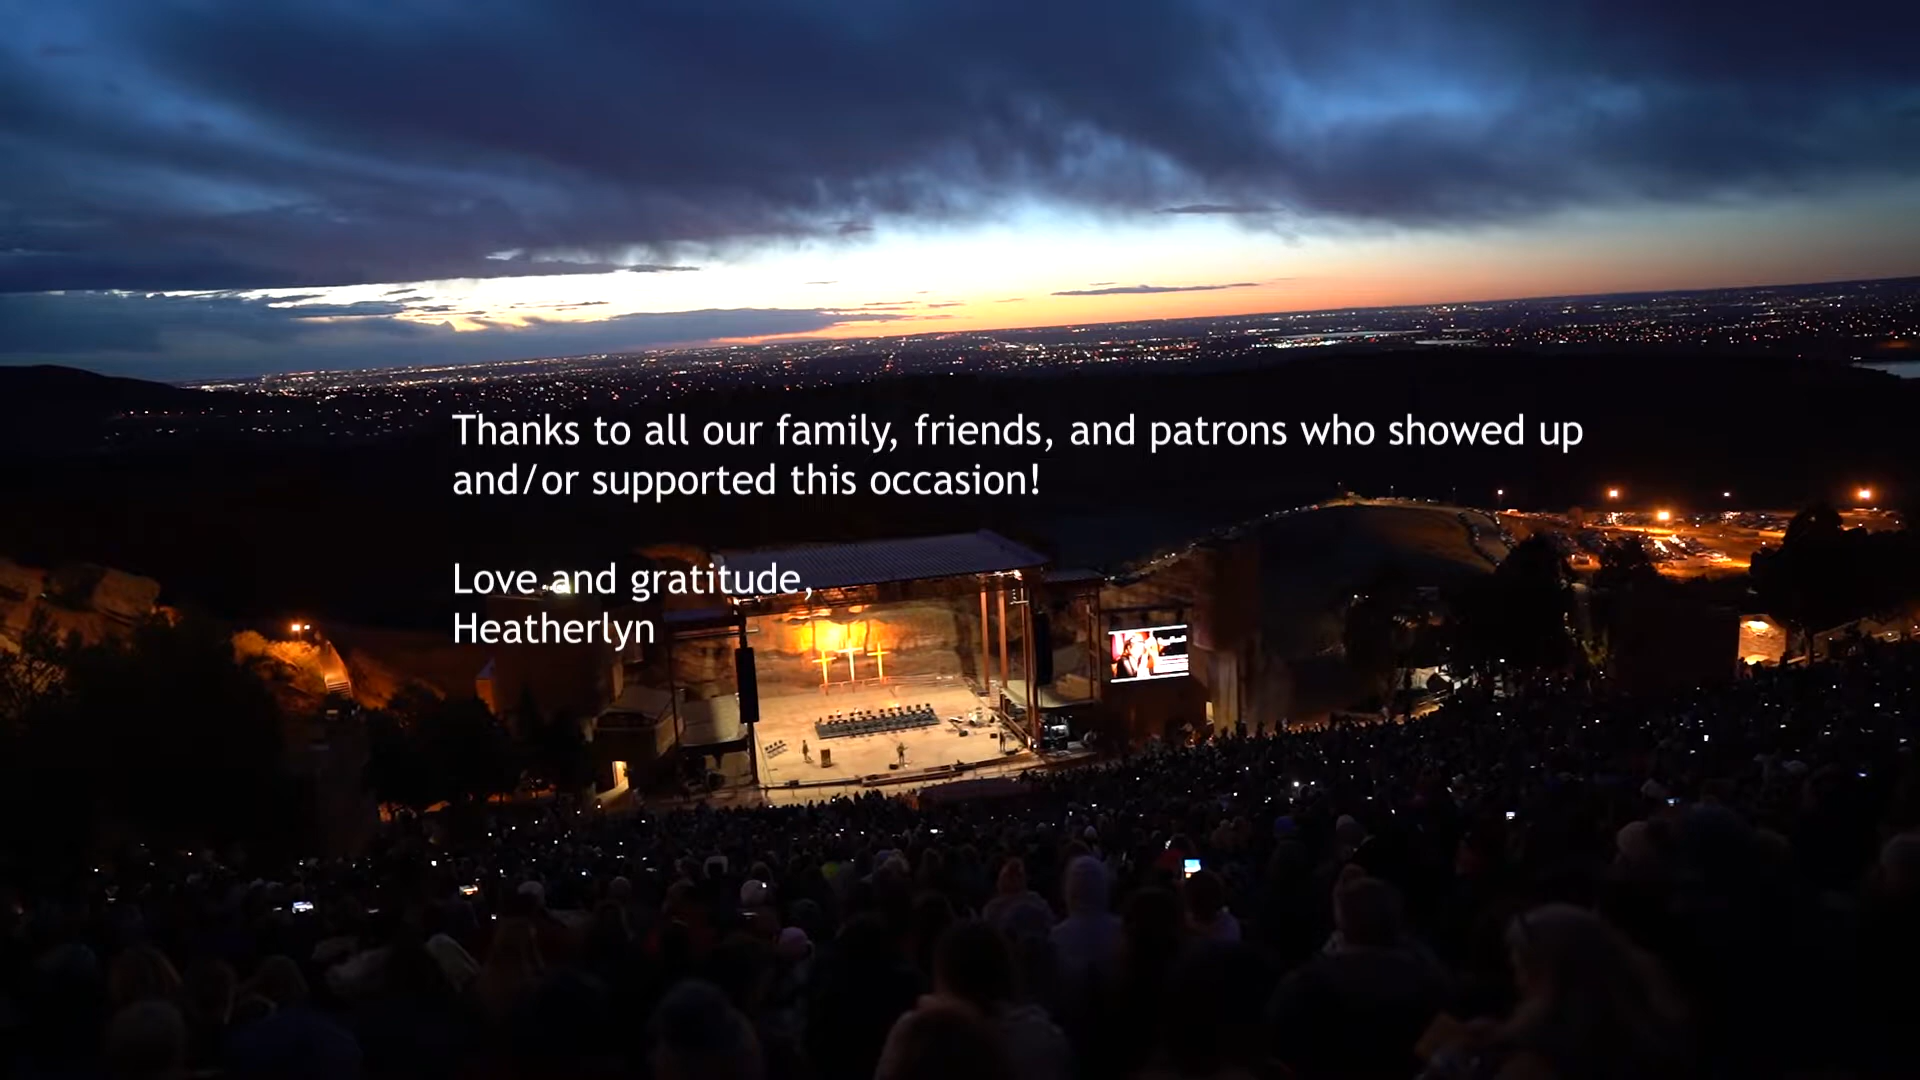 Thanks to all our family, friends, and patrons who showed up
and/or supported this occasion!
Love and gratitude,
Heatherlyn